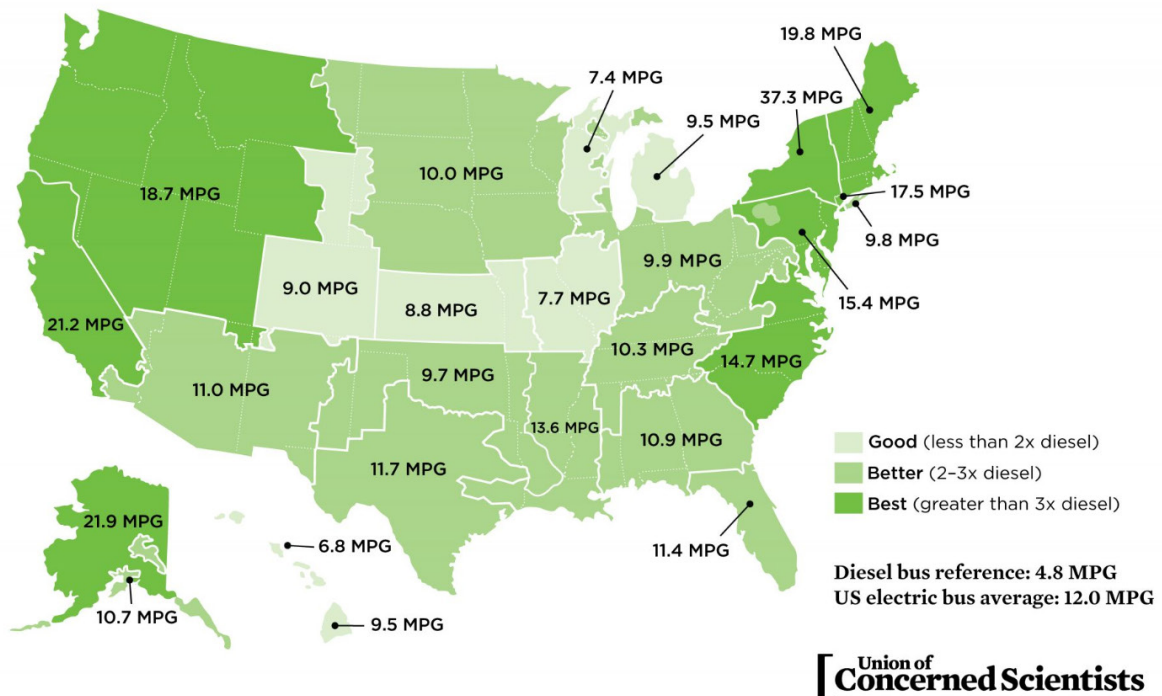 19.8 MPG
7.4 MPG
37.3 MPG
9.5 MPG
10.0 MPG
18.7 MPG
17.5 MPG
9.8 MPG
9.9 MPG
9.0 MPG
7.7 MPG
15.4 MPG
8.8 MPG
21.2 MPG
10.3 MPG
14.7 MPG
9.7 MPG
11.0 MPG
13.6 MPG
10.9 MPG
11.7 MPG
Good (less than 2x diesel)
Better (2–3x diesel)
Best (greater than 3x diesel)
21.9 MPG
6.8 MPG
11.4 MPG
10.7 MPG
9.5 MPG
Diesel bus reference: 4.8 MPG
US electric bus average: 12.0 MPG
Union of
Concerned Scientists